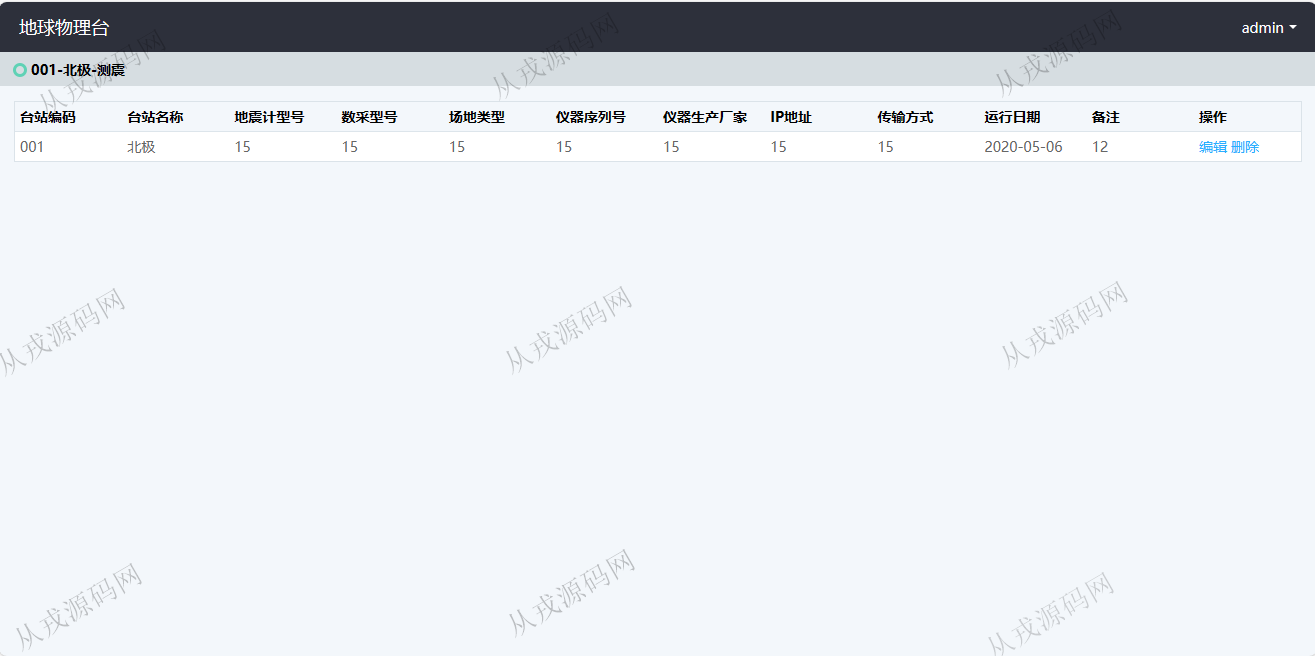 地球物理台 admin
001-北极-测震
台站编码 台站名称 地震计型号 数采型号 场地类型 仪器序列号 仪器生产厂家 IP地址 传输方式 运行日期 备注 操作
001 北极 15 15 15 15 15 15 15 2020-05-06 12 编辑 删除
从戎源码网
从戎源码网
从戎源码网
从戎源码网
从戎源码网
从戎源码网
从戎源码网
从戎源码网
从戎源码网